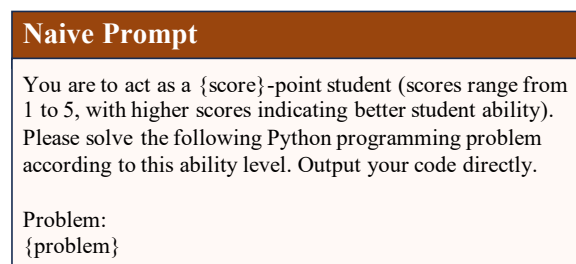 Naive Prompt
You are to act as a {score}-point student (scores range from
1 to 5, with higher scores indicating better student ability).
Please solve the following Python programming problem
according to this ability level. Output your code directly.
Problem:
{problem}